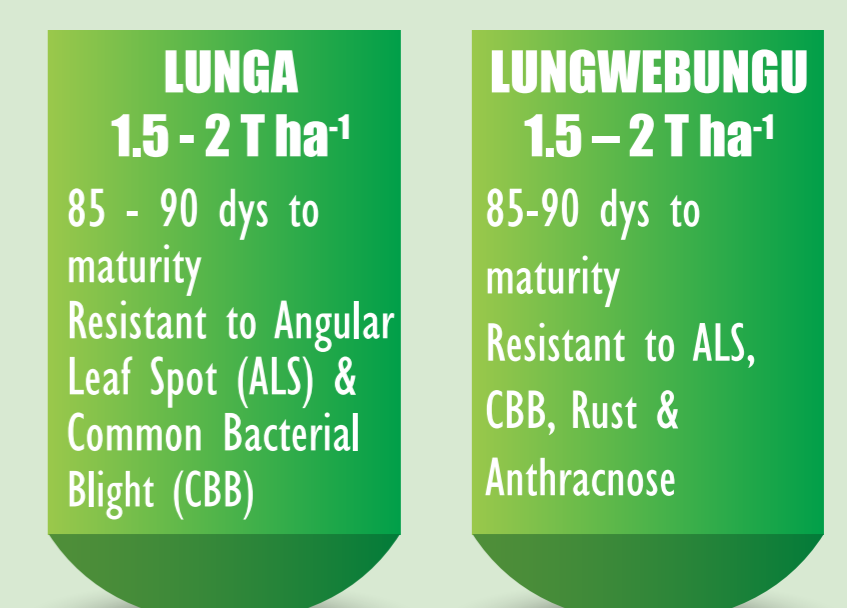 LUNGA
1.5 - 2 T ha-1
85 - 90 dys to
maturity
Resistant to Angular
Leaf Spot (ALS) &
Common Bacterial
Blight (CBB)
LUNGWEBUNGU
1.5 – 2 T ha-1
85-90 dys to
maturity
Resistant to ALS,
CBB, Rust &
Anthracnose